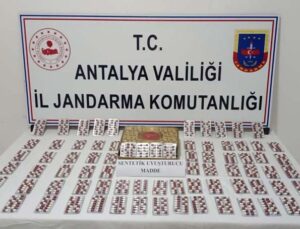 T.C.
ANTALYA VALİLİĞİ
İL JANDARMA KOMUTANLIĞI
SENTETİK UYUŞTURUCU
MADDE